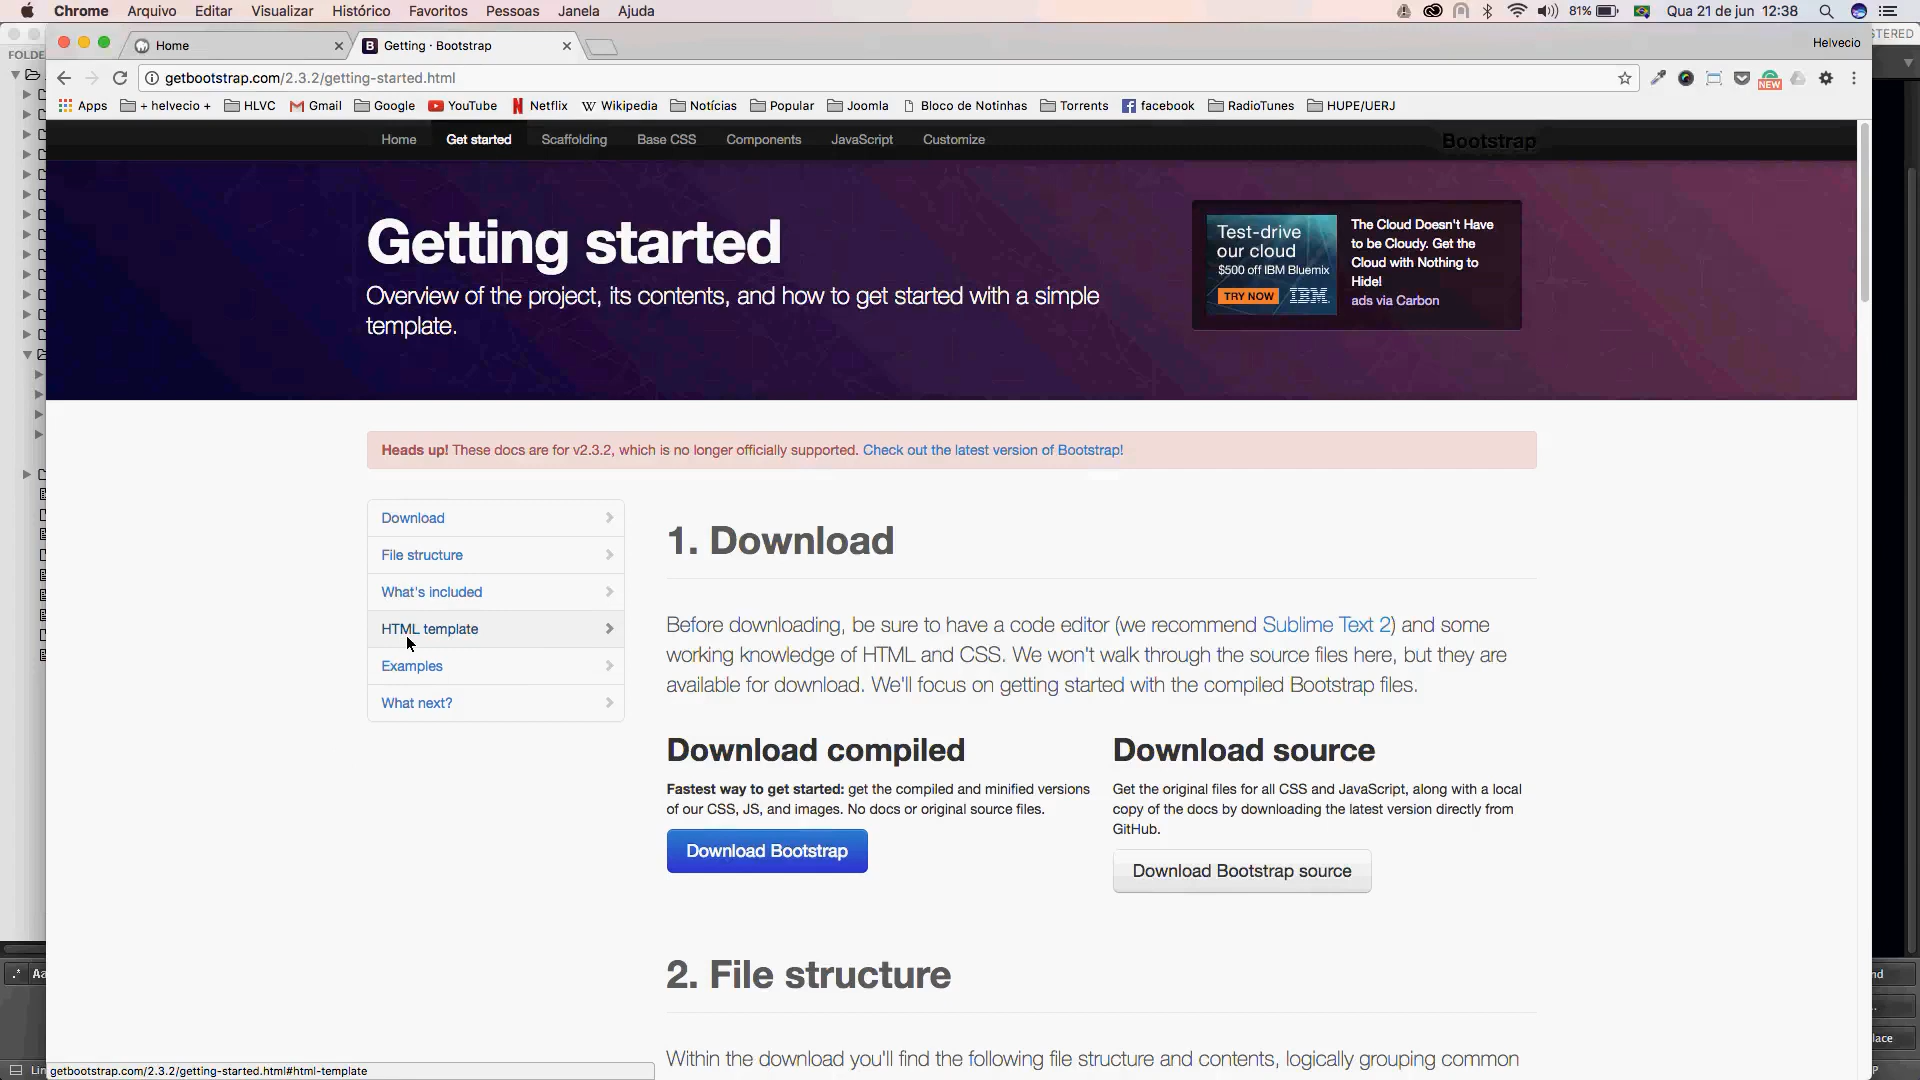 Chrome Arquivo Editar Visualizar Histórico Favoritos Pessoas Janela Ajuda
81% Qua 21 de jun 12:38
FOLDE
Home
Getting · Bootstrap
Helvecio
getbootstrap.com/2.3.2/getting-started.html
NEW
Apps + helvecio + HLVC Gmail Google YouTube Netflix Wikipedia Notícias Popular Joomla Bloco de Notinhas Torrents facebook RadioTunes HUPE/UERJ
Home Get started Scaffolding Base CSS Components JavaScript Customize Bootstrap
Getting started
Overview of the project, its contents, and how to get started with a simple
template.
Test-drive
our cloud
$500 off IBM Bluemix
TRY NOW IBM
The Cloud Doesn't Have
to be Cloudy. Get the
Cloud with Nothing to
Hide!
ads via Carbon
Heads up! These docs are for v2.3.2, which is no longer officially supported. Check out the latest version of Bootstrap!
Download
File structure
What's included
HTML template
Examples
What next?
1. Download
Before downloading, be sure to have a code editor (we recommend Sublime Text 2) and some
working knowledge of HTML and CSS. We won't walk through the source files here, but they are
available for download. We'll focus on getting started with the compiled Bootstrap files.
Download compiled
Fastest way to get started: get the compiled and minified versions
of our CSS, JS, and images. No docs or original source files.
Download Bootstrap
Download source
Get the original files for all CSS and JavaScript, along with a local
copy of the docs by downloading the latest version directly from
GitHub.
Download Bootstrap source
2. File structure
Within the download you'll find the following file structure and contents, logically grouping common
getbootstrap.com/2.3.2/getting-started.html#html-template